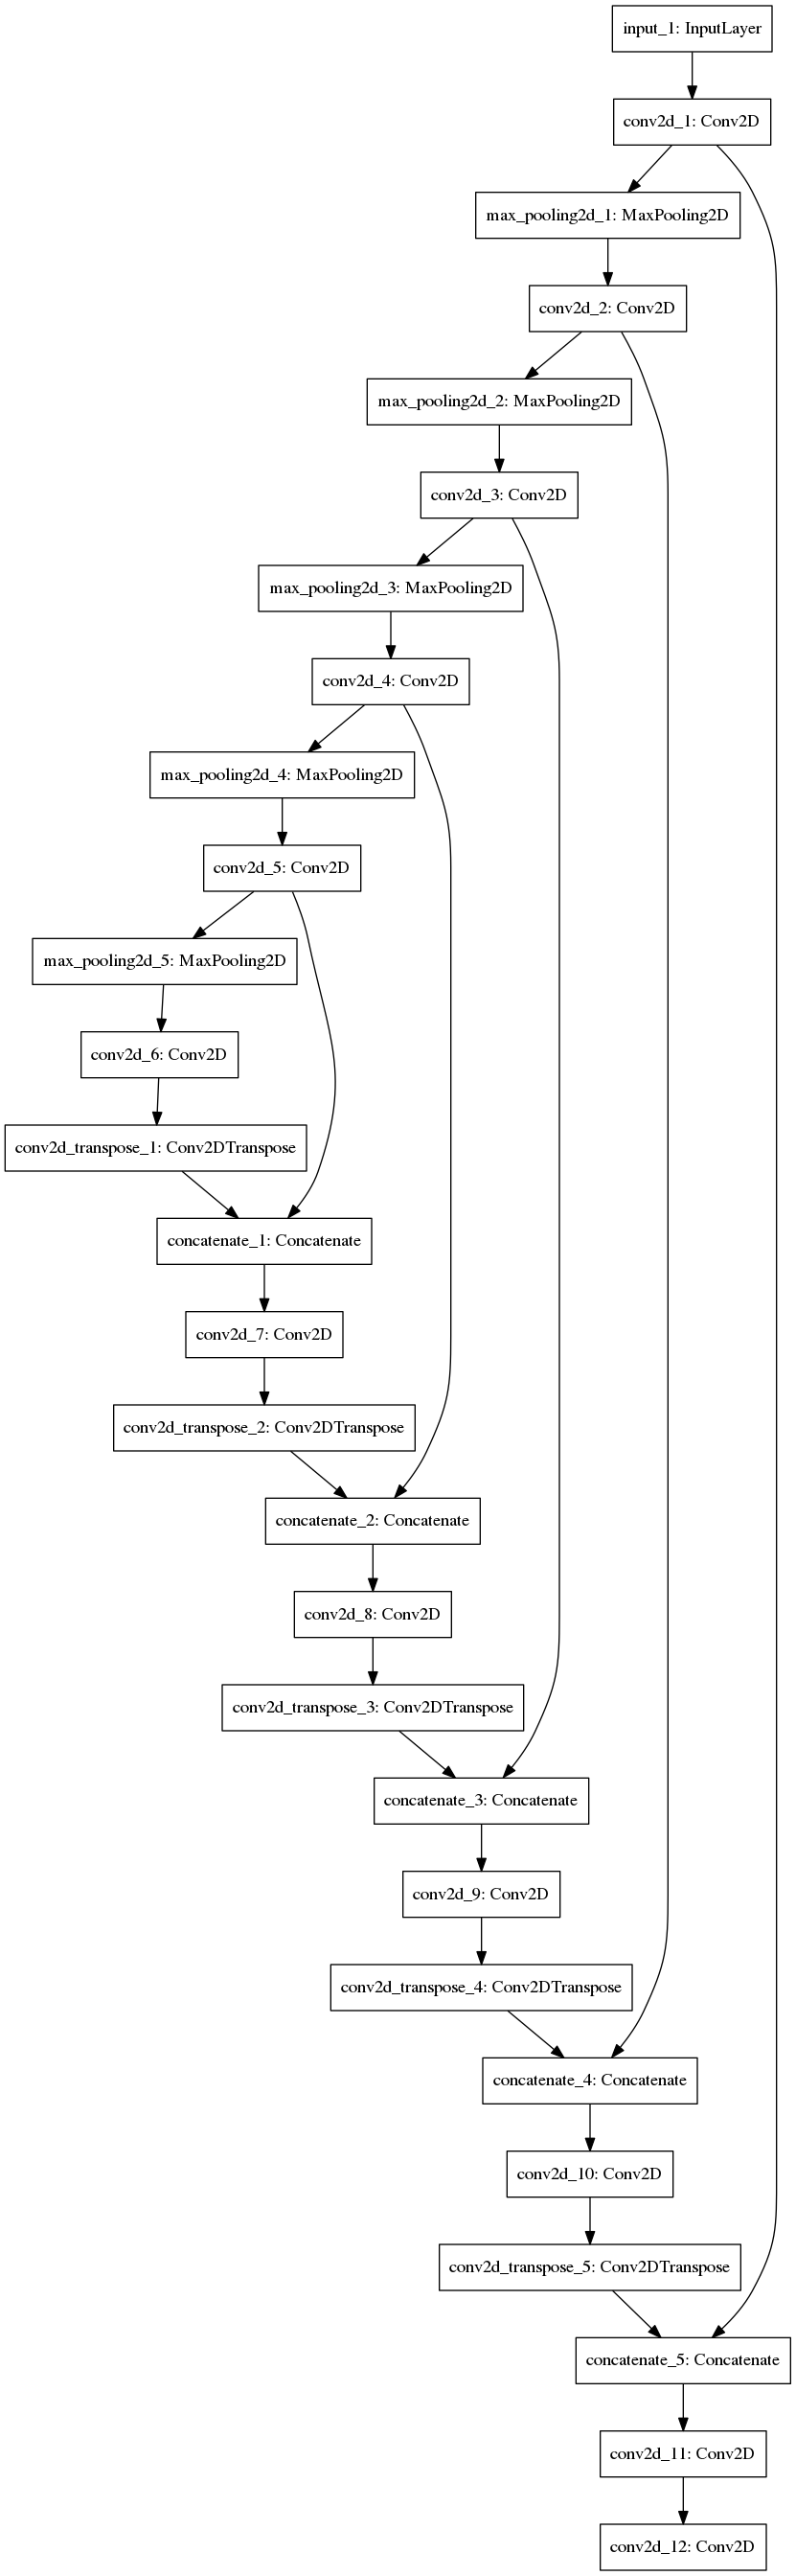 input_1: InputLayer
conv2d_1: Conv2D
max_pooling2d_1: MaxPooling2D
conv2d_2: Conv2D
max_pooling2d_2: MaxPooling2D
conv2d_3: Conv2D
max_pooling2d_3: MaxPooling2D
conv2d_4: Conv2D
max_pooling2d_4: MaxPooling2D
conv2d_5: Conv2D
max_pooling2d_5: MaxPooling2D
conv2d_6: Conv2D
conv2d_transpose_1: Conv2DTranspose
concatenate_1: Concatenate
conv2d_7: Conv2D
conv2d_transpose_2: Conv2DTranspose
concatenate_2: Concatenate
conv2d_8: Conv2D
conv2d_transpose_3: Conv2DTranspose
concatenate_3: Concatenate
conv2d_9: Conv2D
conv2d_transpose_4: Conv2DTranspose
concatenate_4: Concatenate
conv2d_10: Conv2D
conv2d_transpose_5: Conv2DTranspose
concatenate_5: Concatenate
conv2d_11: Conv2D
conv2d_12: Conv2D